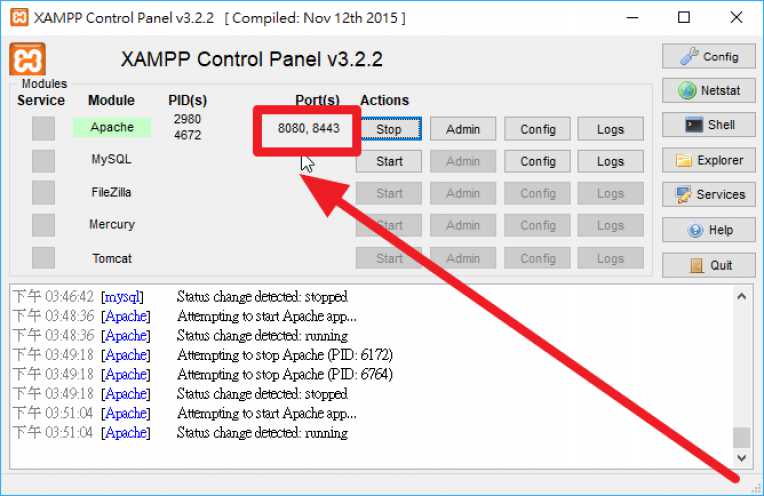 XAMPP Control Panel v3.2.2 [ Compiled: Nov 12th 2015 ]
XAMPP Control Panel v3.2.2
Config
Modules
Service Module PID(s) Port(s) Actions
Netstat
Apache 2980 4672 8080, 8443 Stop Admin Config Logs
Shell
MySQL Start Admin Config Logs
Explorer
FileZilla Start Admin Config Logs
Services
Mercury Start Admin Config Logs
Help
Tomcat Start Admin Config Logs
Quit
下午 03:46:42 [mysql] Status change detected: stopped
下午 03:48:36 [Apache] Attempting to start Apache app...
下午 03:48:36 [Apache] Status change detected: running
下午 03:49:18 [Apache] Attempting to stop Apache (PID: 6172)
下午 03:49:18 [Apache] Attempting to stop Apache (PID: 6764)
下午 03:49:18 [Apache] Status change detected: stopped
下午 03:51:04 [Apache] Attempting to start Apache app...
下午 03:51:04 [Apache] Status change detected: running